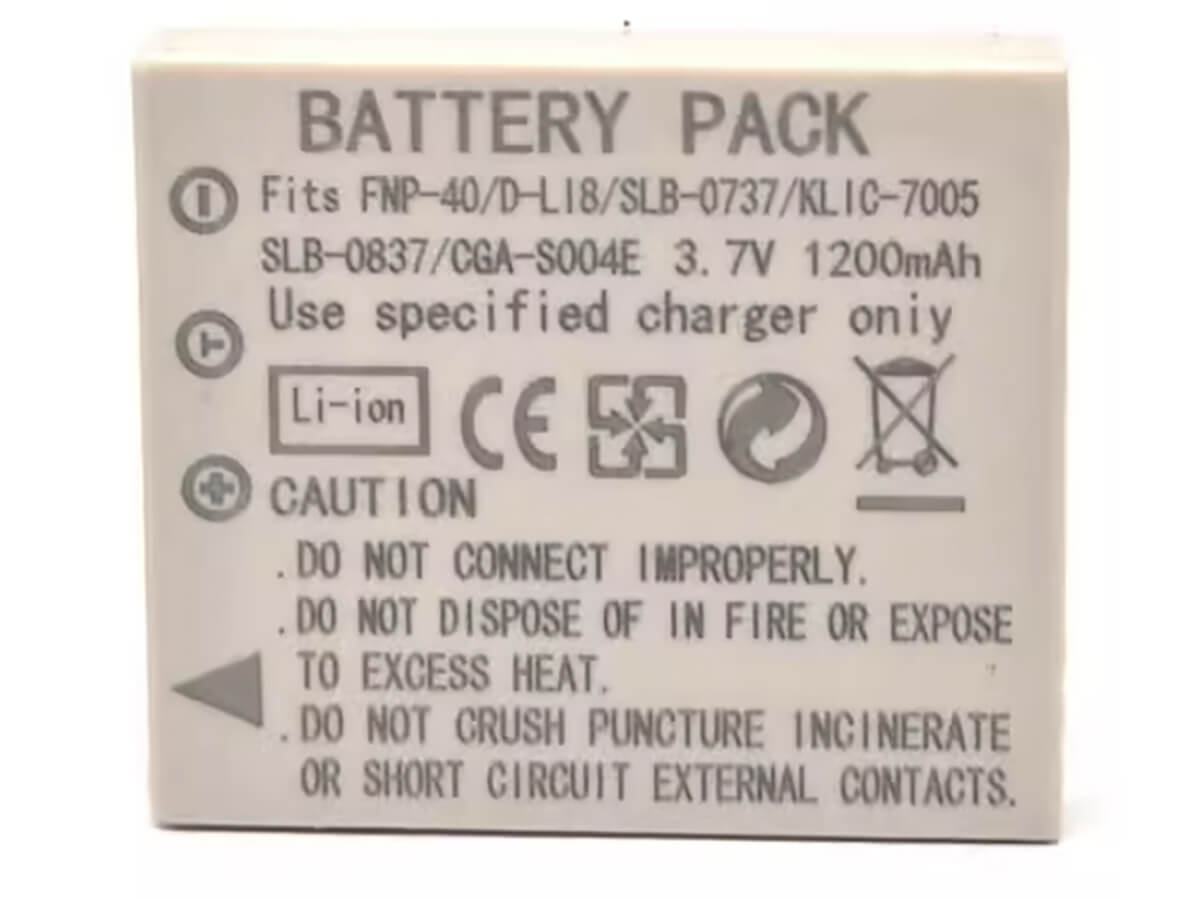 BATTERY PACK
Fits FNP-40/D-LI8/SLB-0737/KLIC-7005
SLB-0837/CGA-S004E 3.7V 1200mAh
Use specified charger oniy
Li-ion CE
CAUTION
.DO NOT CONNECT IMPROPERLY.
.DO NOT DISPOSE OF IN FIRE OR EXPOSE
TO EXCESS HEAT.
.DO NOT CRUSH PUNCTURE INCINERATE
OR SHORT CIRCUIT EXTERNAL CONTACTS.